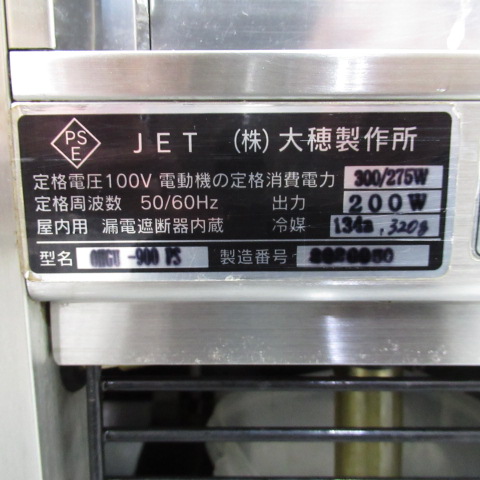 PS
E
JET (株)大穂製作所
定格電圧100V 電動機の定格消費電力 300/275W
定格周波数 50/60Hz 出力 200W
屋内用 漏電遮断器内蔵 冷媒 134a, 320g
型名 -900 製造番号